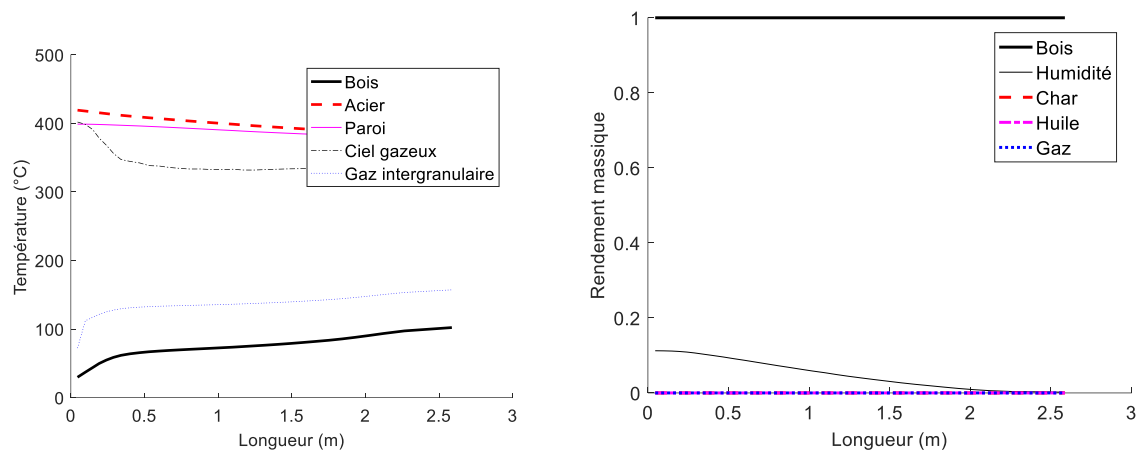 500
400
300
200
100
0
Température (°C)
0
0.5
1
1.5
2
2.5
3
Longueur (m)
Bois
Acier
Paroi
Ciel gazeux
Gaz intergranulaire
1
0.8
0.6
0.4
0.2
0
Rendement massique
0
0.5
1
1.5
2
2.5
3
Longueur (m)
Bois
Humidité
Char
Huile
Gaz